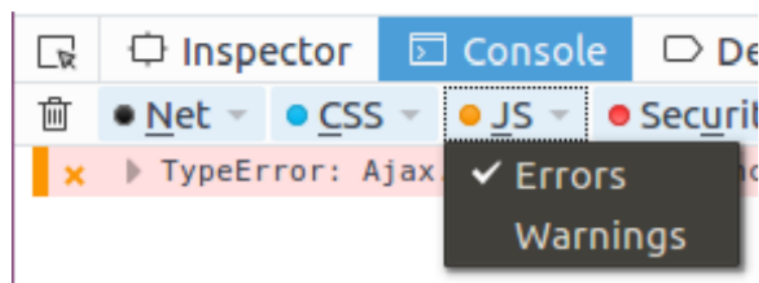 Inspector Console
Net CSS JS
TypeError: Ajax.
Errors
Warnings